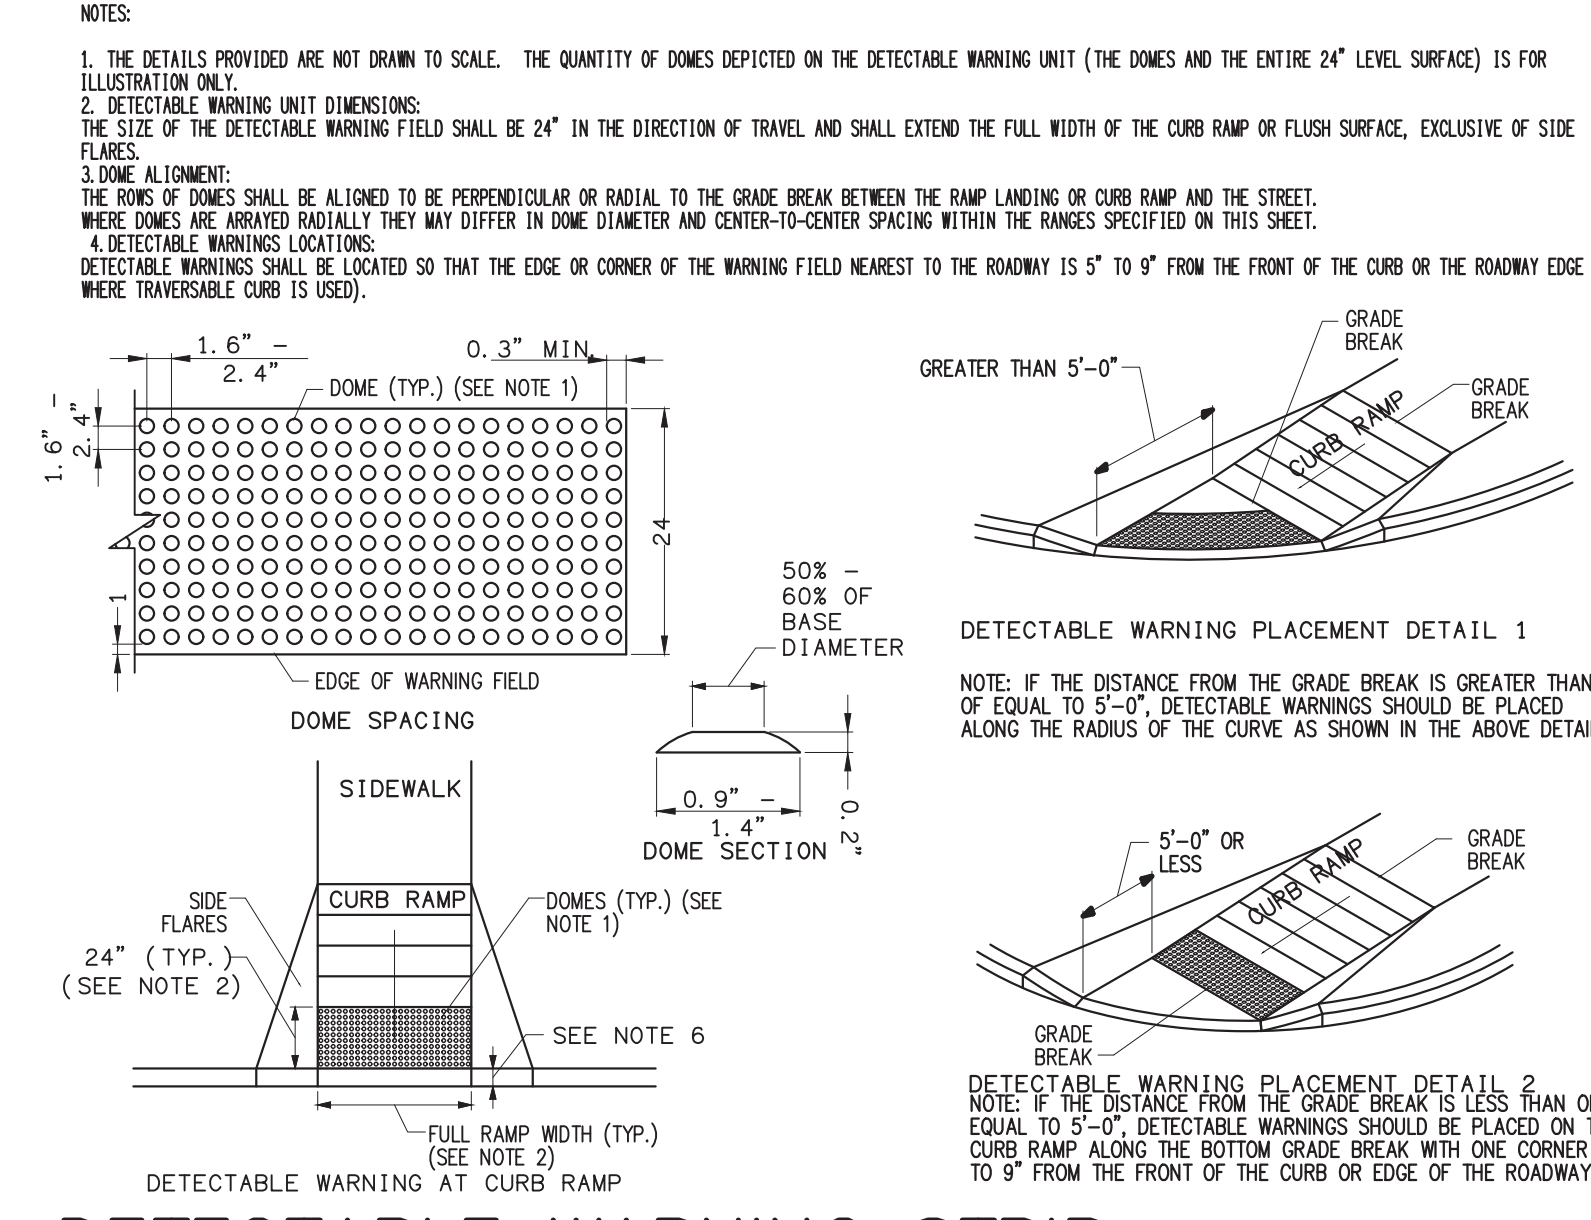 NOTES:
1. THE DETAILS PROVIDED ARE NOT DRAWN TO SCALE. THE QUANTITY OF DOMES DEPICTED ON THE DETECTABLE WARNING UNIT (THE DOMES AND THE ENTIRE 24" LEVEL SURFACE) IS FOR
ILLUSTRATION ONLY.
2. DETECTABLE WARNING UNIT DIMENSIONS:
THE SIZE OF THE DETECTABLE WARNING FIELD SHALL BE 24" IN THE DIRECTION OF TRAVEL AND SHALL EXTEND THE FULL WIDTH OF THE CURB RAMP OR FLUSH SURFACE, EXCLUSIVE OF SIDE
FLARES.
3. DOME ALIGNMENT:
THE ROWS OF DOMES SHALL BE ALIGNED TO BE PERPENDICULAR OR RADIAL TO THE GRADE BREAK BETWEEN THE RAMP LANDING OR CURB RAMP AND THE STREET.
WHERE DOMES ARE ARRAYED RADIALLY THEY MAY DIFFER IN DOME DIAMETER AND CENTER-TO-CENTER SPACING WITHIN THE RANGES SPECIFIED ON THIS SHEET.
4. DETECTABLE WARNINGS LOCATIONS:
DETECTABLE WARNINGS SHALL BE LOCATED SO THAT THE EDGE OR CORNER OF THE WARNING FIELD NEAREST TO THE ROADWAY IS 5" TO 9" FROM THE FRONT OF THE CURB OR THE ROADWAY EDGE
WHERE TRAVERSABLE CURB IS USED).
1.6" -
2.4"
0.3" MIN.
DOME (TYP.) (SEE NOTE 1)
1.6" -
2.4"
24
1
EDGE OF WARNING FIELD
DOME SPACING
50% -
60% OF
BASE
DIAMETER
0.9" -
1.4"
0.2"
DOME SECTION
GREATER THAN 5'-0"
GRADE
BREAK
GRADE
BREAK
CURB RAMP
DETECTABLE WARNING PLACEMENT DETAIL 1
NOTE: IF THE DISTANCE FROM THE GRADE BREAK IS GREATER THAN
OF EQUAL TO 5'-0", DETECTABLE WARNINGS SHOULD BE PLACED
ALONG THE RADIUS OF THE CURVE AS SHOWN IN THE ABOVE
SIDEWALK
CURB RAMP
SIDE
FLARES
24" (TYP.)
(SEE NOTE 2)
DOMES (TYP.) (SEE
NOTE 1)
SEE NOTE 6
FULL RAMP WIDTH (TYP.)
(SEE NOTE 2)
DETECTABLE WARNING AT CURB RAMP
5'-0" OR
LESS
GRADE
BREAK
CURB RAMP
GRADE
BREAK
DETECTABLE WARNING PLACEMENT DETAIL 2
NOTE: IF THE DISTANCE FROM THE GRADE BREAK IS LESS THAN
EQUAL TO 5'-0", DETECTABLE WARNINGS SHOULD BE PLACED ON
CURB RAMP ALONG THE BOTTOM GRADE BREAK WITH ONE CORNER
TO 9" FROM THE FRONT OF THE CURB OR EDGE OF THE ROADWAY